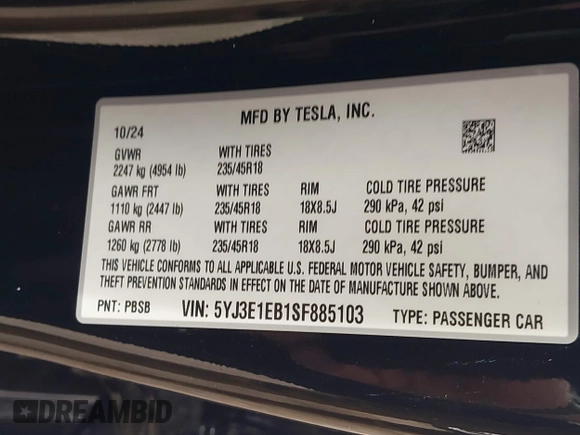 MFD BY TESLA, INC.
10/24
GVWR WITH TIRES
2247 kg (4954 lb) 235/45R18
GAWR FRT WITH TIRES RIM COLD TIRE PRESSURE
1110 kg (2447 lb) 235/45R18 18X8.5J 290 kPa, 42 psi
GAWR RR WITH TIRES RIM COLD TIRE PRESSURE
1260 kg (2778 lb) 235/45R18 18X8.5J 290 kPa, 42 psi
THIS VEHICLE CONFORMS TO ALL APPLICABLE U.S. FEDERAL MOTOR VEHICLE SAFETY, BUMPER, AND
THEFT PREVENTION STANDARDS IN EFFECT ON THE DATE OF MANUFACTURE SHOWN ABOVE.
PNT: PBSB VIN: 5YJ3E1EB1SF885103 TYPE: PASSENGER CAR
DREAMBID